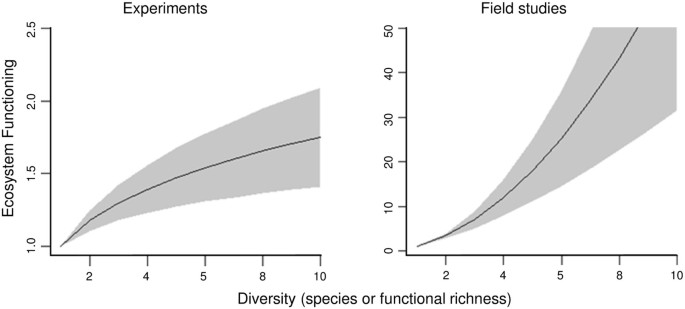 Experiments
Field studies
Ecosystem Functioning
2.5
2.0
1.5
1.0
2 4 5 8 10
50
40
30
20
10
0
2 4 5 8 10
Diversity (species or functional richness)